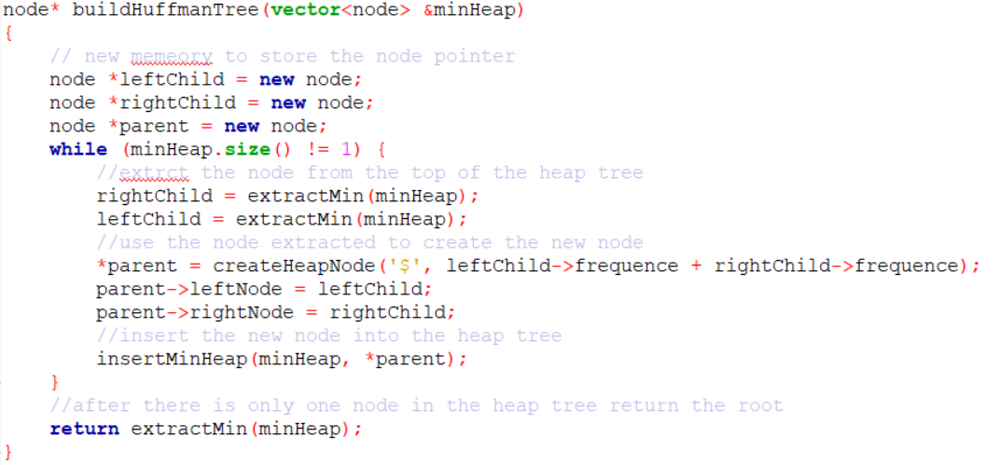 node* buildHuffmanTree(vector<node> &minHeap)
{
    // new memeory to store the node pointer
    node *leftChild = new node;
    node *rightChild = new node;
    node *parent = new node;
    while (minHeap.size() != 1) {
        //extrct the node from the top of the heap tree
        rightChild = extractMin(minHeap);
        leftChild = extractMin(minHeap);
        //use the node extracted to create the new node
        *parent = createHeapNode('$', leftChild->frequence + rightChild->frequence);
        parent->leftNode = leftChild;
        parent->rightNode = rightChild;
        //insert the new node into the heap tree
        insertMinHeap(minHeap, *parent);
    }
    //after there is only one node in the heap tree return the root
    return extractMin(minHeap);
}